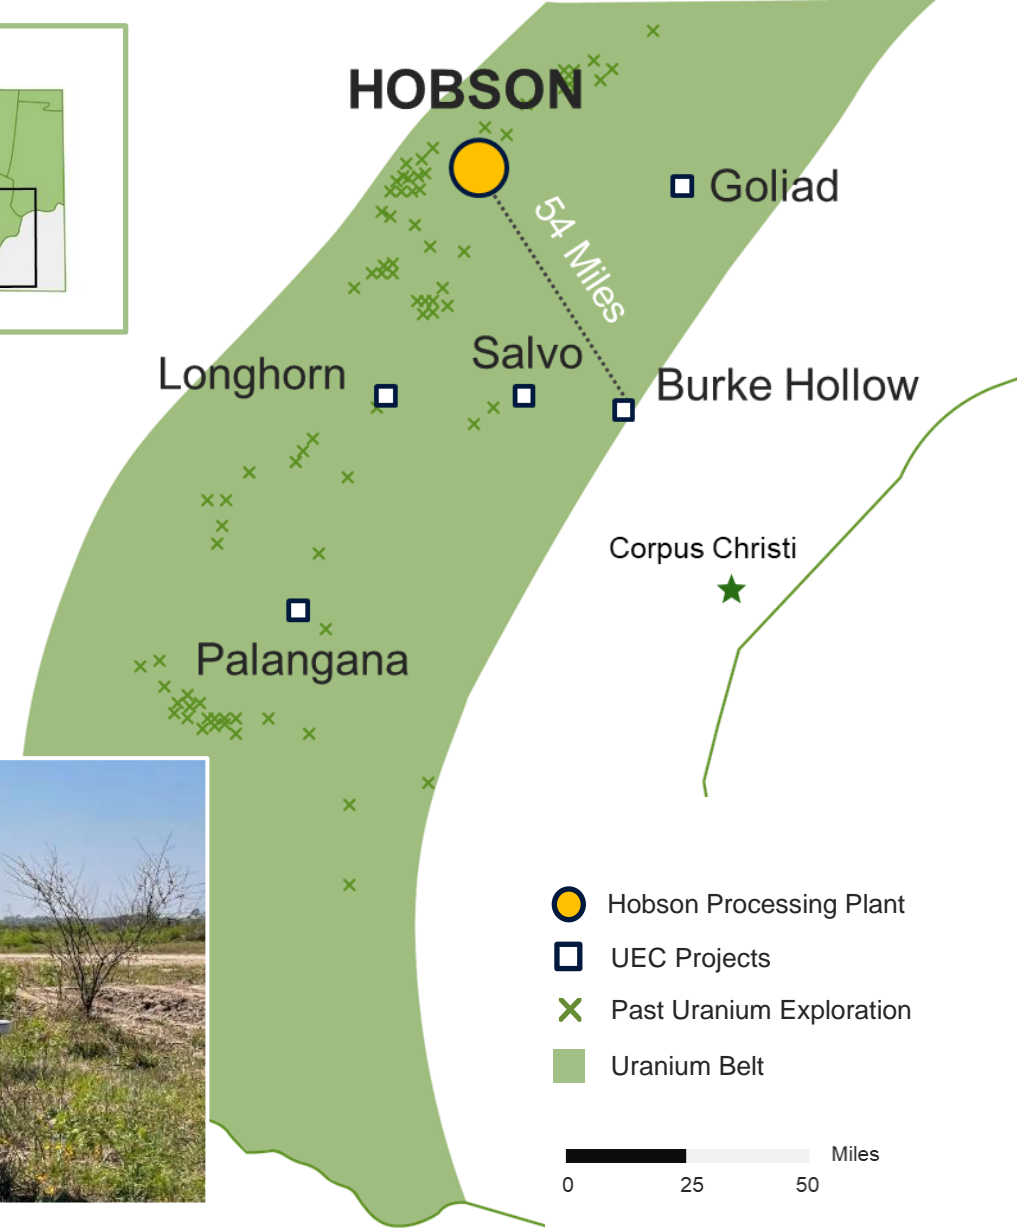 HOBSON
Goliad
54 Miles
Salvo
Longhorn
Burke Hollow
Corpus Christi
Palangana
Hobson Processing Plant
UEC Projects
Past Uranium Exploration
Uranium Belt
Miles
0 25 50